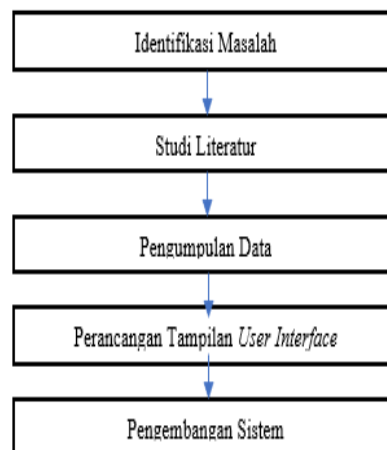 Identifikasi Masalah
Studi Literatur
Pengumpulan Data
Perancangan Tampilan User Interface
Pengembangan Sistem